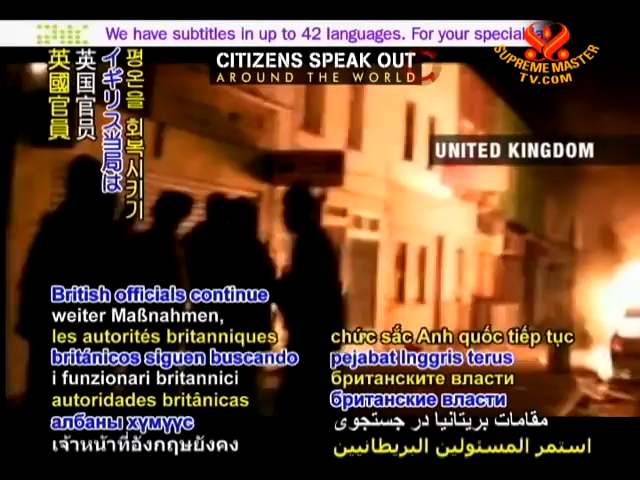 We have subtitles in up to 42 languages. For your special
CITIZENS SPEAK OUT
AROUND THE WORLD
SUPREME MASTER
TV.COM
UNITED KINGDOM
英國官員
英国官员
イギリス当局は
평온을 회복시키기
British officials continue
weiter Maßnahmen,
les autorités britanniques
británicos siguen buscando
i funzionari britannici
autoridades britânicas
албаны хүмүүс
เจ้าหน้าที่อังกฤษยังคง
chức sắc Anh quốc tiếp tục
pejabat Inggris terus
британските власти
британские власти
مقامات بریتانیا در جستجوی
استمر المسئولين البريطانيين